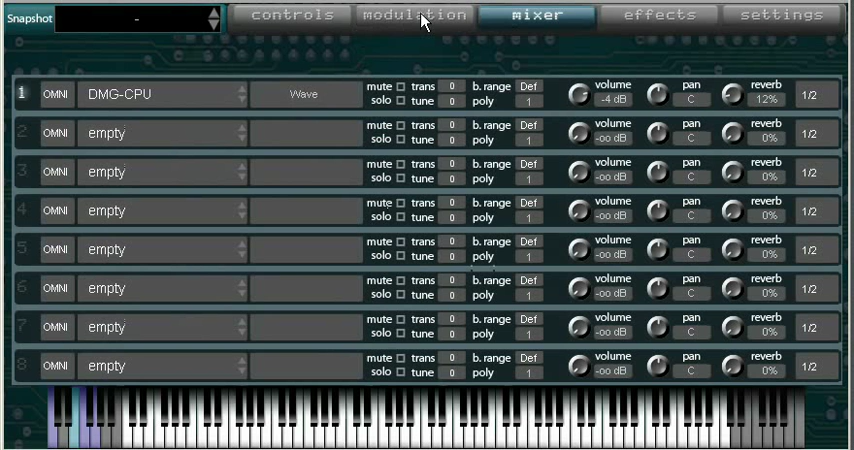 Snapshot - controls modulation mixer effects settings
1 OMNI DMG-CPU Wave mute trans 0 b. range Def volume pan reverb
solo tune 0 poly 1 -4 dB C 12% 1/2
2 OMNI empty mute trans 0 b. range Def volume pan reverb
solo tune 0 poly 1 -oo dB C 0% 1/2
3 OMNI empty mute trans 0 b. range Def volume pan reverb
solo tune 0 poly 1 -oo dB C 0% 1/2
4 OMNI empty mute trans 0 b. range Def volume pan reverb
solo tune 0 poly 1 -oo dB C 0% 1/2
5 OMNI empty mute trans 0 b. range Def volume pan reverb
solo tune 0 poly 1 -oo dB C 0% 1/2
6 OMNI empty mute trans 0 b. range Def volume pan reverb
solo tune 0 poly 1 -oo dB C 0% 1/2
7 OMNI empty mute trans 0 b. range Def volume pan reverb
solo tune 0 poly 1 -oo dB C 0% 1/2
8 OMNI empty mute trans 0 b. range Def volume pan reverb
solo tune 0 poly 1 -oo dB C 0% 1/2